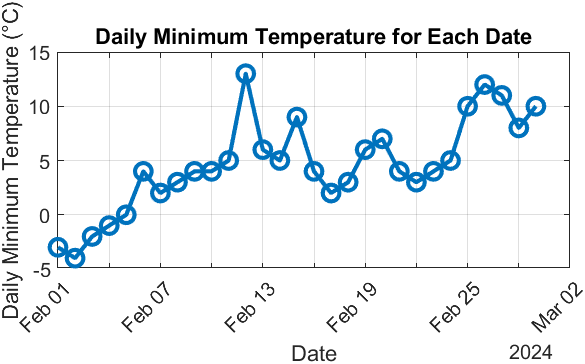 Daily Minimum Temperature for Each Date
Daily Minimum Temperature (°C)
15
10
5
0
-5
Feb 01
Feb 07
Feb 13
Feb 19
Feb 25
Mar 02
Date
2024